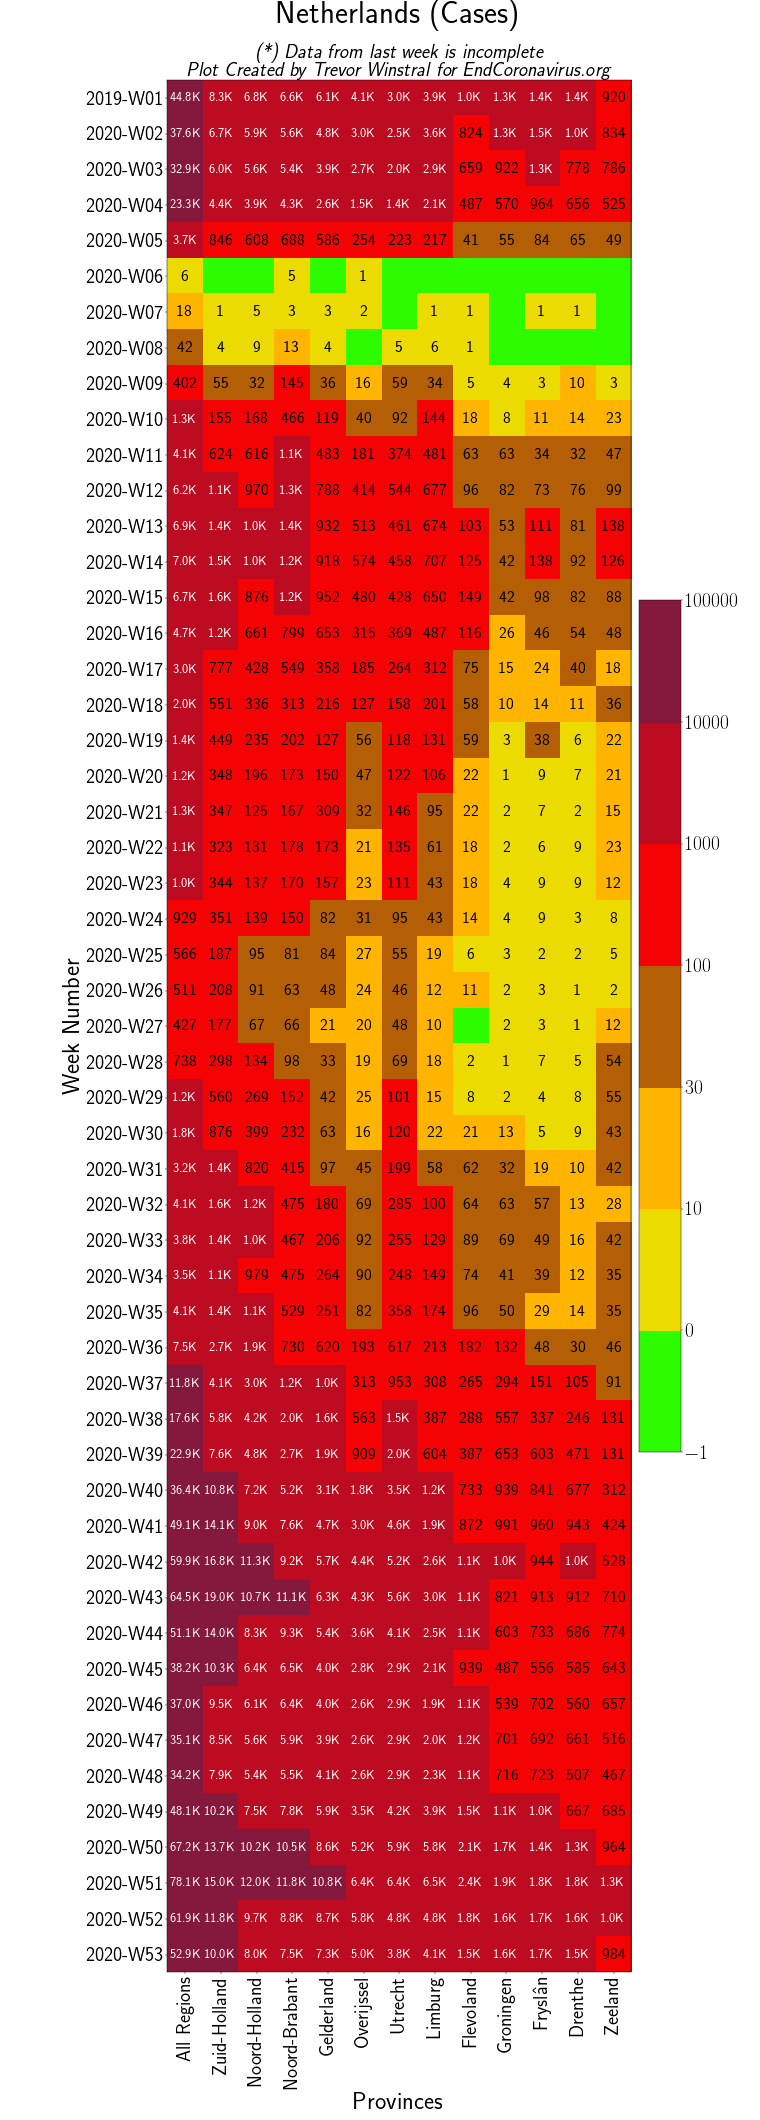 Netherlands (Cases)
(*) Data from last week is incomplete
Plot Created by Trevor Winstral for EndCoronavirus.org
2019-W01 44.8K 8.3K 6.8K 6.6K 6.1K 4.1K 3.0K 3.9K 1.0K 1.3K 1.4K 1.4K 920
2020-W02 37.6K 6.7K 5.9K 5.6K 4.8K 3.0K 2.5K 3.6K 824 1.3K 1.5K 1.0K 834
2020-W03 32.9K 6.0K 5.6K 5.4K 3.9K 2.7K 2.0K 2.9K 659 922 1.3K 778 786
2020-W04 23.3K 4.4K 3.9K 4.3K 2.6K 1.5K 1.4K 2.1K 487 570 964 656 525
2020-W05 3.7K 846 608 688 586 254 223 217 41 55 84 65 49
2020-W06 6 5 1
2020-W07 18 1 5 3 3 2 1 1 1 1
2020-W08 42 4 9 13 4 5 6 1
2020-W09 402 55 32 145 36 16 59 34 5 4 3 10 3
2020-W10 1.3K 155 168 466 119 40 92 144 18 8 11 14 23
2020-W11 4.1K 624 616 1.1K 483 181 374 481 63 63 34 32 47
2020-W12 6.2K 1.1K 970 1.3K 788 414 544 677 96 82 73 76 99
2020-W13 6.9K 1.4K 1.0K 1.4K 932 513 461 674 103 53 111 81 138
2020-W14 7.0K 1.5K 1.0K 1.2K 918 574 458 707 125 42 138 92 126
2020-W15 6.7K 1.6K 876 1.2K 952 480 428 650 149 42 98 82 88
2020-W16 4.7K 1.2K 661 799 653 315 369 487 116 26 46 54 48
2020-W17 3.0K 777 428 549 358 185 264 312 75 15 24 40 18
2020-W18 2.0K 551 336 313 216 127 158 201 58 10 14 11 36
2020-W19 1.4K 449 235 202 127 56 118 131 59 3 38 6 22
2020-W20 1.2K 348 196 173 150 47 122 106 22 1 9 7 21
2020-W21 1.3K 347 125 167 309 32 146 95 22 2 7 2 15
2020-W22 1.1K 323 131 178 173 21 135 61 18 2 6 9 23
2020-W23 1.0K 344 137 170 157 23 111 43 18 4 9 9 12
2020-W24 929 351 139 150 82 31 95 43 14 4 9 3 8
2020-W25 566 187 95 81 84 27 55 19 6 3 2 2 5
2020-W26 511 208 91 63 48 24 46 12 11 2 3 1 2
2020-W27 427 177 67 66 21 20 48 10 2 3 1 12
2020-W28 738 298 134 98 33 19 69 18 2 1 7 5 54
2020-W29 1.2K 560 269 152 42 25 101 15 8 2 4 8 55
2020-W30 1.8K 876 399 232 63 16 120 22 21 13 5 9 43
2020-W31 3.2K 1.4K 820 415 97 45 199 58 62 32 19 10 42
2020-W32 4.1K 1.6K 1.2K 475 180 69 285 100 64 63 57 13 28
2020-W33 3.8K 1.4K 1.0K 467 206 92 255 129 89 69 49 16 42
2020-W34 3.5K 1.1K 979 475 264 90 248 149 74 41 39 12 35
2020-W35 4.1K 1.4K 1.1K 529 251 82 358 174 96 50 29 14 35
2020-W36 7.5K 2.7K 1.9K 730 620 193 617 213 182 132 48 30 46
2020-W37 11.8K 4.1K 3.0K 1.2K 1.0K 313 953 308 265 294 151 105 91
2020-W38 17.6K 5.8K 4.2K 2.0K 1.6K 563 1.5K 387 288 557 337 246 131
2020-W39 22.9K 7.6K 4.8K 2.7K 1.9K 909 2.0K 604 387 653 603 471 131
2020-W40 36.4K 10.8K 7.2K 5.2K 3.1K 1.8K 3.5K 1.2K 733 939 841 677 312
2020-W41 49.1K 14.1K 9.0K 7.6K 4.7K 3.0K 4.6K 1.9K 872 991 960 943 424
2020-W42 59.9K 16.8K 11.3K 9.2K 5.7K 4.4K 5.2K 2.6K 1.1K 1.0K 944 1.0K 528
2020-W43 64.5K 19.0K 10.7K 11.1K 6.3K 4.3K 5.6K 3.0K 1.1K 821 913 912 710
2020-W44 51.1K 14.0K 8.3K 9.3K 5.4K 3.6K 4.1K 2.5K 1.1K 603 733 686 774
2020-W45 38.2K 10.3K 6.4K 6.5K 4.0K 2.8K 2.9K 2.1K 939 487 556 585 643
2020-W46 37.0K 9.5K 6.1K 6.4K 4.0K 2.6K 2.9K 1.9K 1.1K 539 702 560 657
2020-W47 35.1K 8.5K 5.6K 5.9K 3.9K 2.6K 2.9K 2.0K 1.2K 701 692 661 516
2020-W48 34.2K 7.9K 5.4K 5.5K 4.1K 2.6K 2.9K 2.3K 1.1K 716 723 507 467
2020-W49 48.1K 10.2K 7.5K 7.8K 5.9K 3.5K 4.2K 3.9K 1.5K 1.1K 1.0K 667 685
2020-W50 67.2K 13.7K 10.2K 10.5K 8.6K 5.2K 5.9K 5.8K 2.1K 1.7K 1.4K 1.3K 964
2020-W51 78.1K 15.0K 12.0K 11.8K 10.8K 6.4K 6.4K 6.5K 2.4K 1.9K 1.8K 1.8K 1.3K
2020-W52 61.9K 11.8K 9.7K 8.8K 8.7K 5.8K 4.8K 4.8K 1.8K 1.6K 1.7K 1.6K 1.0K
2020-W53 52.9K 10.0K 8.0K 7.5K 7.3K 5.0K 3.8K 4.1K 1.5K 1.6K 1.7K 1.5K 984
Week Number
All Regions
Zuid-Holland
Noord-Holland
Noord-Brabant
Gelderland
Overijssel
Utrecht
Limburg
Flevoland
Groningen
Fryslân
Drenthe
Zeeland
Provinces
100000
10000
1000
100
30
10
0
−1